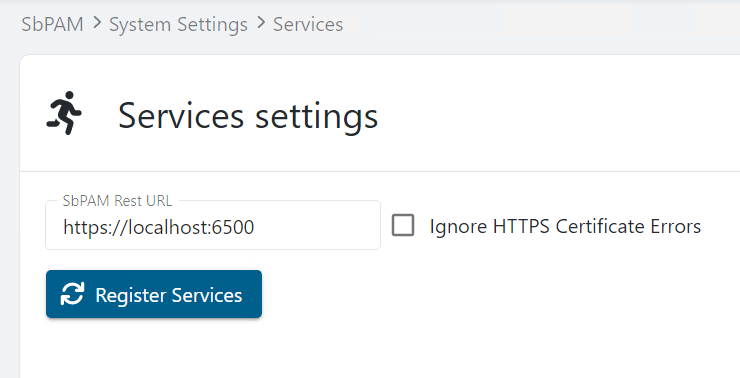 SbPAM > System Settings > Services
Services settings
SbPAM Rest URL
https://localhost:6500
Ignore HTTPS Certificate Errors
Register Services